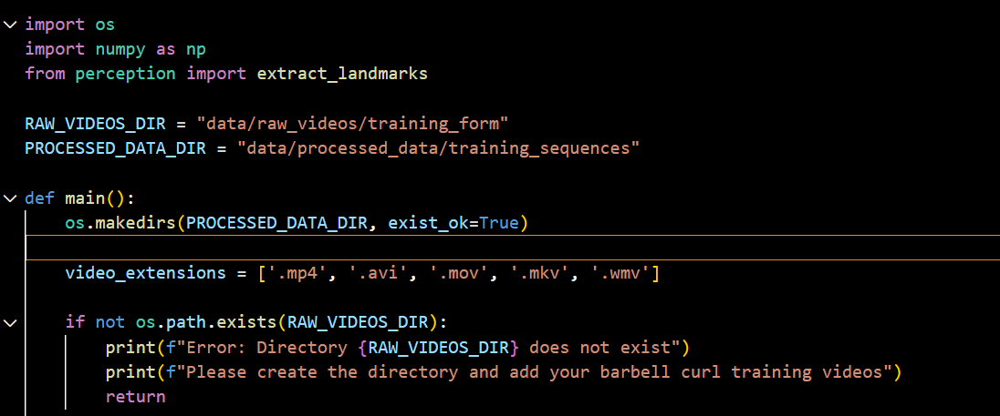 import os
import numpy as np
from perception import extract_landmarks
RAW_VIDEOS_DIR = "data/raw_videos/training_form"
PROCESSED_DATA_DIR = "data/processed_data/training_sequences"
def main():
    os.makedirs(PROCESSED_DATA_DIR, exist_ok=True)
    video_extensions = ['.mp4', '.avi', '.mov', '.mkv', '.wmv']
    if not os.path.exists(RAW_VIDEOS_DIR):
        print(f"Error: Directory {RAW_VIDEOS_DIR} does not exist")
        print(f"Please create the directory and add your barbell curl training videos")
        return